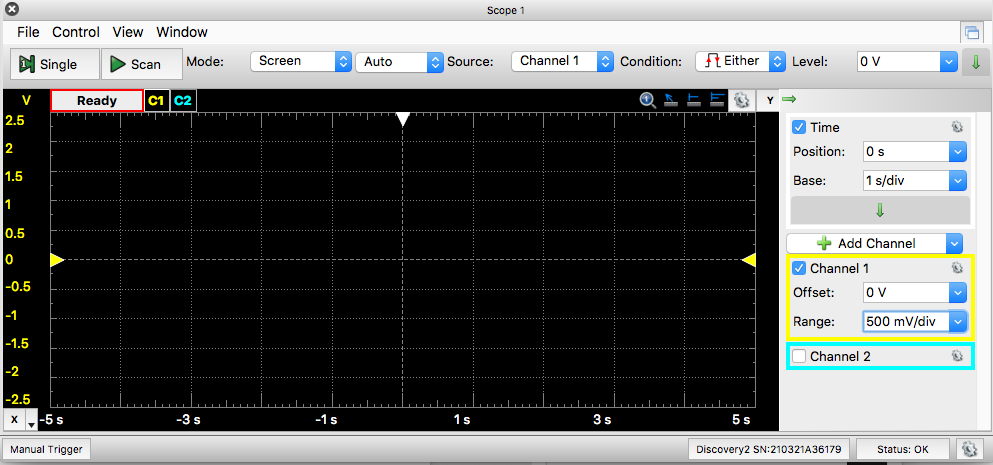 Scope 1
File Control View Window
Single Scan Mode: Screen Auto Source: Channel 1 Condition: Either Level: 0 V
V Ready C1 C2 Y
2.5
2
1.5
1
0.5
0
-0.5
-1
-1.5
-2
-2.5
X -5 s -3 s -1 s 1 s 3 s 5 s
Time
Position: 0 s
Base: 1 s/div
Add Channel
Channel 1
Offset: 0 V
Range: 500 mV/div
Channel 2
Manual Trigger Discovery2 SN:210321A36179 Status: OK